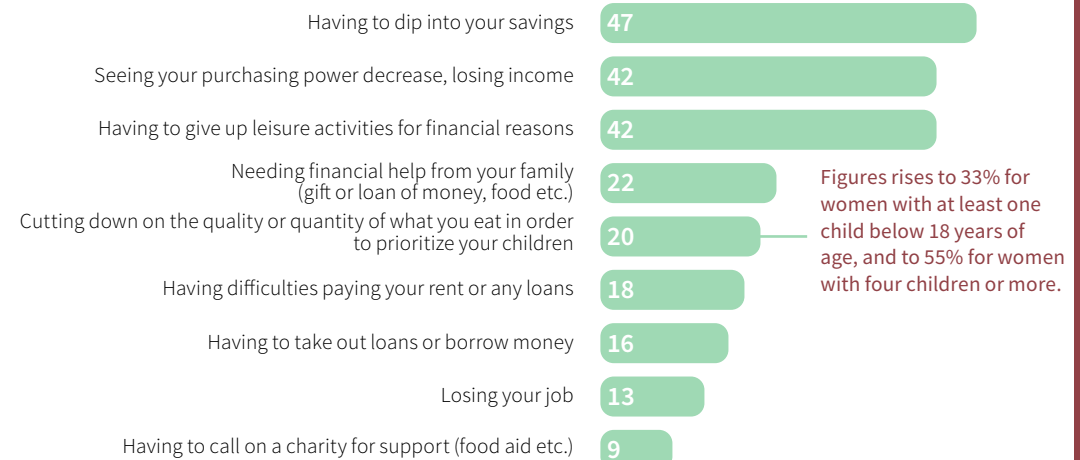 Having to dip into your savings 47
Seeing your purchasing power decrease, losing income 42
Having to give up leisure activities for financial reasons 42
Needing financial help from your family
(gift or loan of money, food etc.) 22
Cutting down on the quality or quantity of what you eat in order
to prioritize your children 20
Figures rises to 33% for
women with at least one
child below 18 years of
age, and to 55% for women
with four children or more.
Having difficulties paying your rent or any loans 18
Having to take out loans or borrow money 16
Losing your job 13
Having to call on a charity for support (food aid etc.) 9